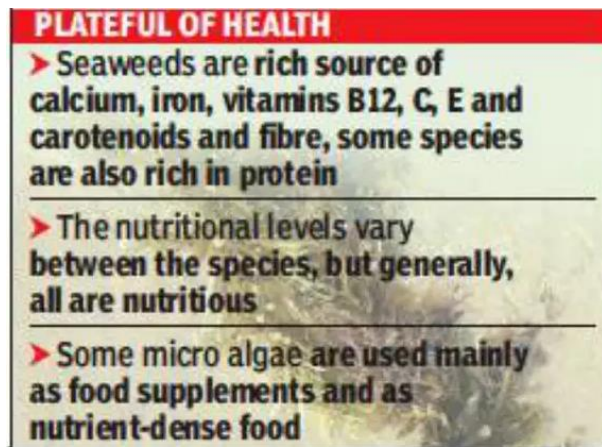 PLATEFUL OF HEALTH
➤ Seaweeds are rich source of
calcium, iron, vitamins B12, C, E and
carotenoids and fibre, some species
are also rich in protein
➤ The nutritional levels vary
between the species, but generally,
all are nutritious
➤ Some micro algae are used mainly
as food supplements and as
nutrient-dense food